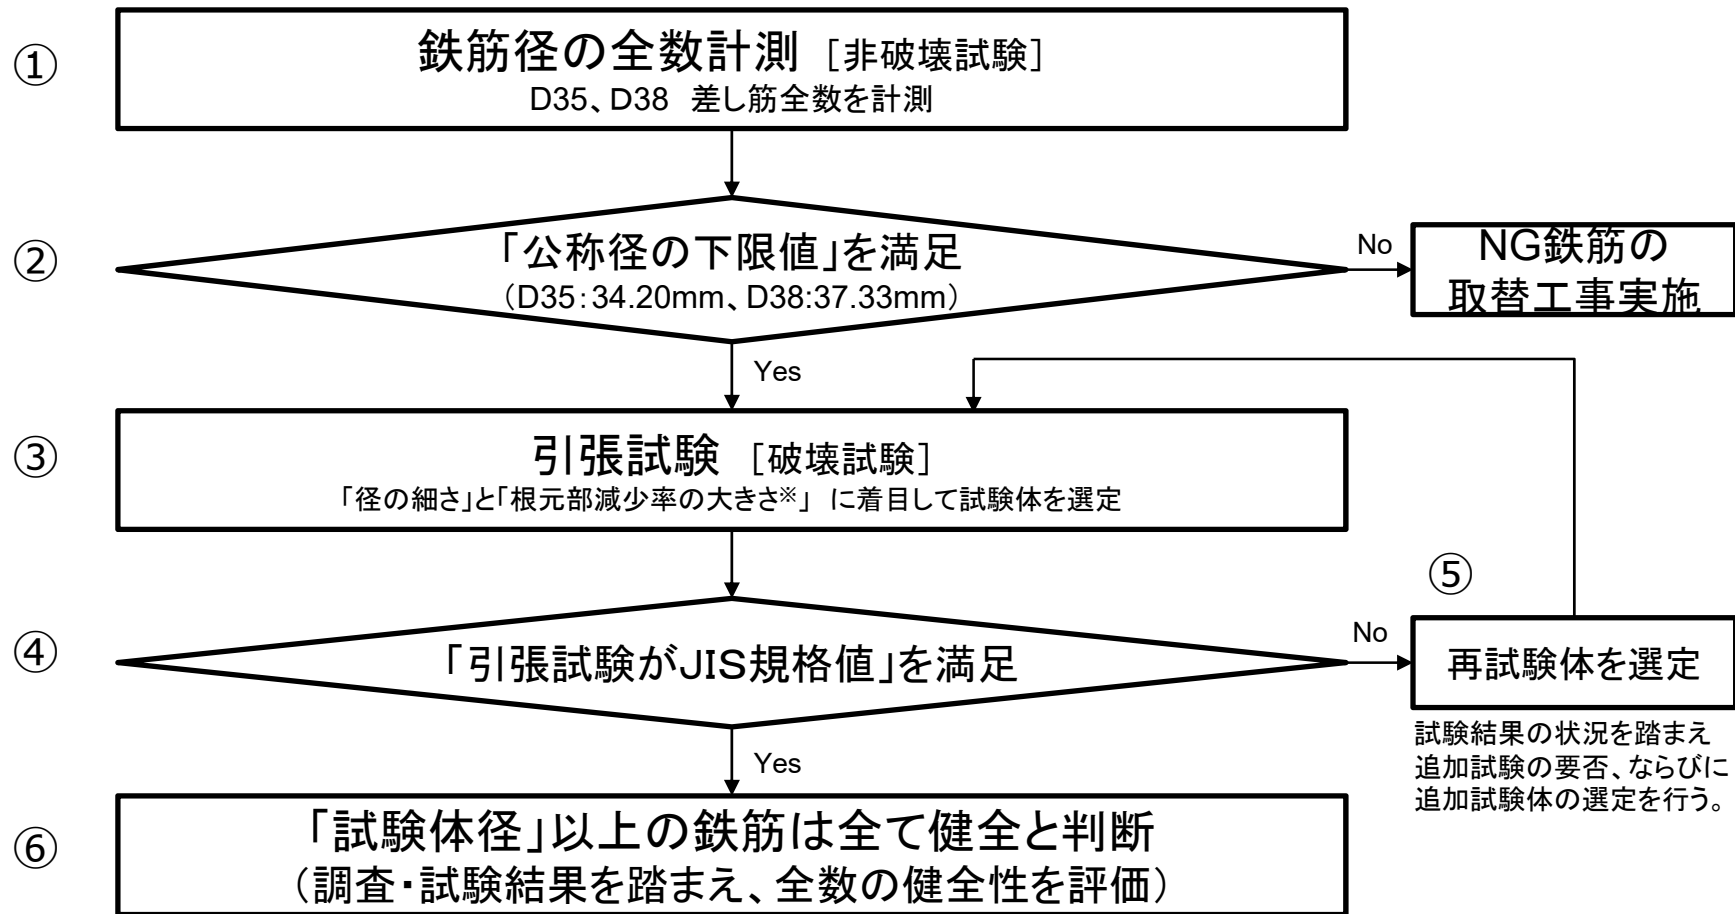 ①
鉄筋径の全数計測 [非破壊試験]
D35、D38 差し筋全数を計測
②
「公称径の下限値」を満足
(D35:34.20mm、D38:37.33mm)
No
NG鉄筋の
取替工事実施
Yes
③
引張試験 [破壊試験]
「径の細さ」と「根元部減少率の大きさ※」 に着目して試験体を選定
④
「引張試験がJIS規格値」を満足
No
⑤
再試験体を選定
試験結果の状況を踏まえ
追加試験の要否、ならびに
追加試験体の選定を行う。
Yes
⑥
「試験体径」以上の鉄筋は全て健全と判断
(調査・試験結果を踏まえ、全数の健全性を評価)